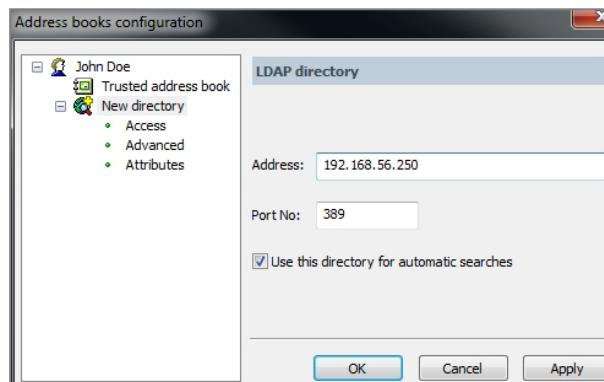 Address books configuration
John Doe
Trusted address book
New directory
Access
Advanced
Attributes
LDAP directory
Address: 192.168.56.250
Port No: 389
Use this directory for automatic searches
OK Cancel Apply